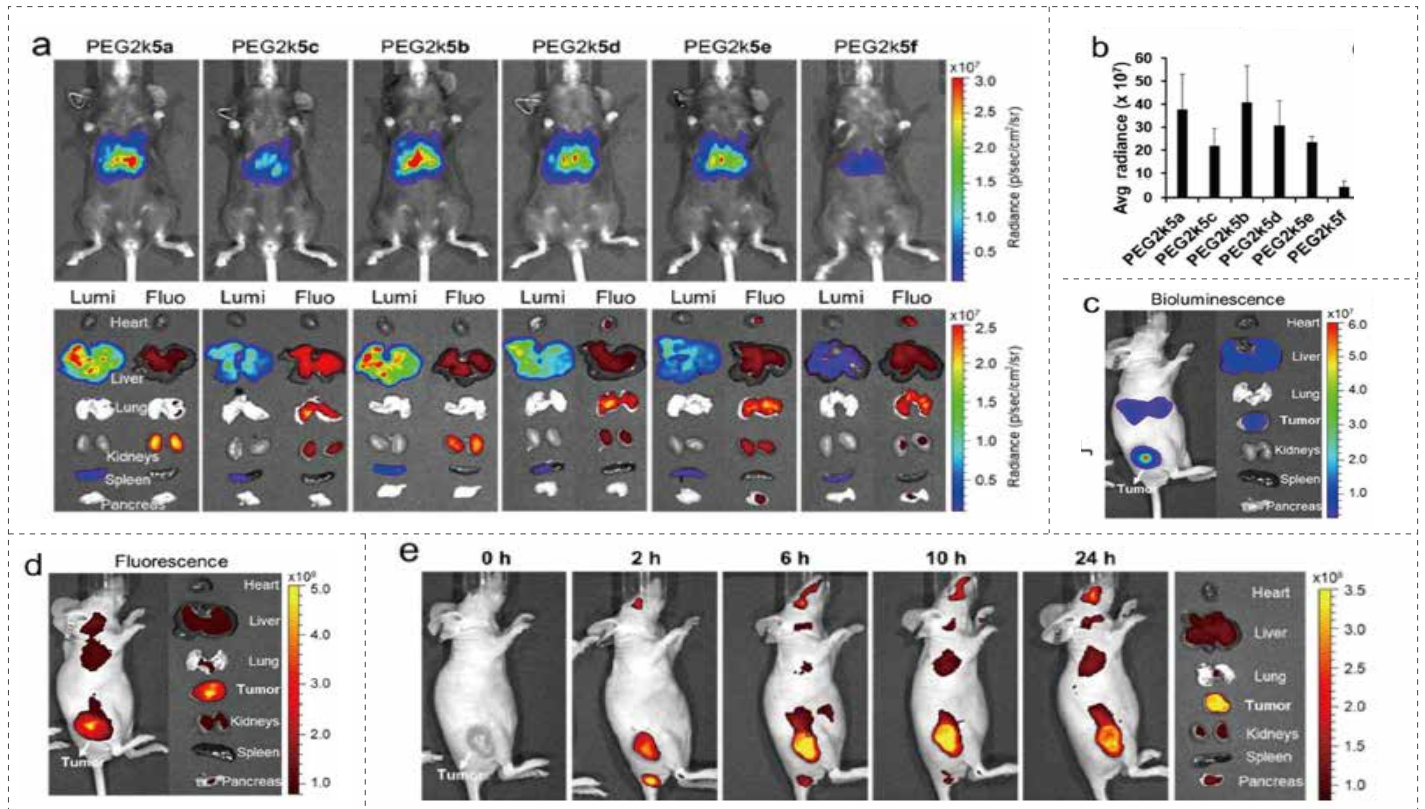 a
PEG2k5a PEG2k5c PEG2k5b PEG2k5d PEG2k5e PEG2k5f
x10⁷
3.0
2.5
2.0
1.5
1.0
0.5
Radiance (p/sec/cm²/sr)
Lumi Fluo Lumi Fluo Lumi Fluo Lumi Fluo Lumi Fluo Lumi Fluo
Heart
Liver
Lung
Kidneys
Spleen
Pancreas
x10⁷
2.5
2.0
1.5
1.0
0.5
Radiance (p/sec/cm²/sr)
b
Avg radiance (x 10⁷)
60
50
40
30
20
10
0
PEG2k5a PEG2k5c PEG2k5b PEG2k5d PEG2k5e PEG2k5f
c
Bioluminescence
Tumor
Heart
Liver
Lung
Tumor
Kidneys
Spleen
Pancreas
x10⁷
6.0
5.0
4.0
3.0
2.0
1.0
d
Fluorescence
Tumor
Heart
Liver
Lung
Tumor
Kidneys
Spleen
Pancreas
5.0
4.0
3.0
2.0
1.0
e
0 h 2 h 6 h 10 h 24 h
Tumor
Heart
Liver
Lung
Tumor
Kidneys
Spleen
Pancreas
3.5
3.0
2.5
2.0
1.5
1.0